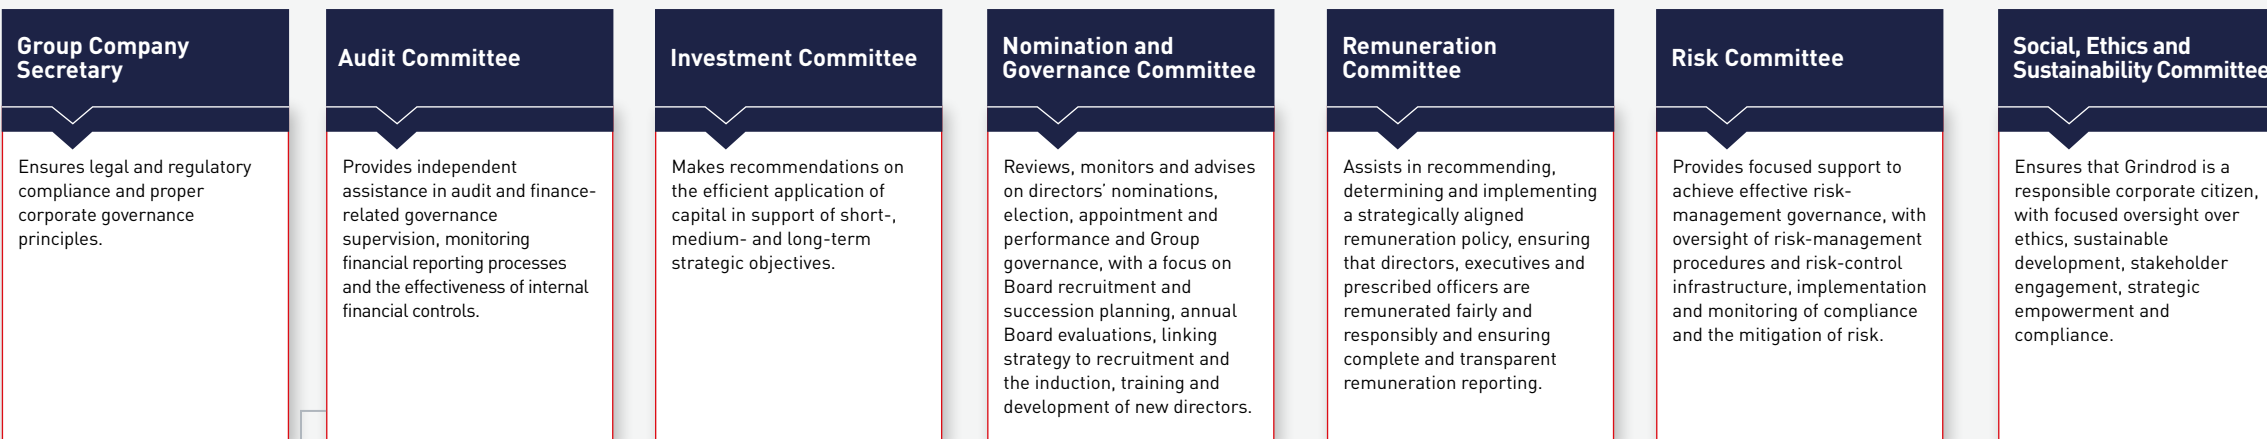 Group Company
Secretary
Ensures legal and regulatory
compliance and proper
corporate governance
principles.
Audit Committee
Provides independent
assistance in audit and finance-
related governance
supervision, monitoring
financial reporting processes
and the effectiveness of internal
financial controls.
Investment Committee
Makes recommendations on
the efficient application of
capital in support of short-,
medium- and long-term
strategic objectives.
Nomination and
Governance Committee
Reviews, monitors and advises
on directors’ nominations,
election, appointment and
performance and Group
governance, with a focus on
Board recruitment and
succession planning, annual
Board evaluations, linking
strategy to recruitment and
the induction, training and
development of new directors.
Remuneration
Committee
Assists in recommending,
determining and implementing
a strategically aligned
remuneration policy, ensuring
that directors, executives and
prescribed officers are
remunerated fairly and
responsibly and ensuring
complete and transparent
remuneration reporting.
Risk Committee
Provides focused support to
achieve effective risk-
management governance, with
oversight of risk-management
procedures and risk-control
infrastructure, implementation
and monitoring of compliance
and the mitigation of risk.
Social, Ethics and
Sustainability Committee
Ensures that Grindrod is a
responsible corporate citizen,
with focused oversight over
ethics, sustainable
development, stakeholder
engagement, strategic
empowerment and
compliance.